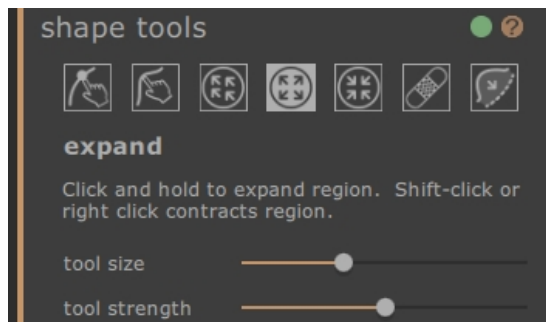 shape tools
?
expand
Click and hold to expand region. Shift-click or
right click contracts region.
tool size
tool strength